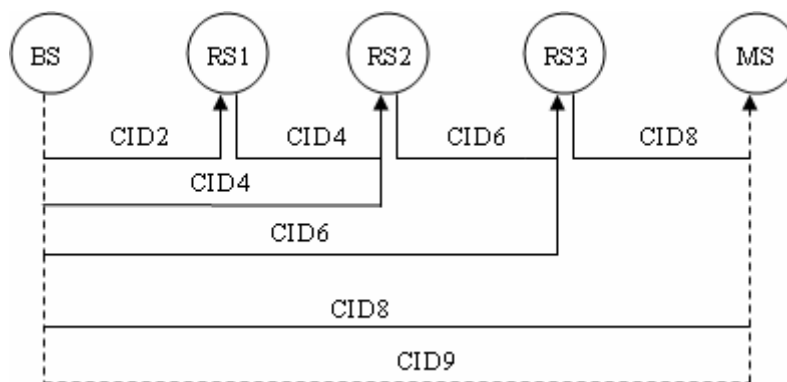 BS RS1 RS2 RS3 MS
CID2 CID4 CID6 CID8
CID4
CID6
CID8
CID9